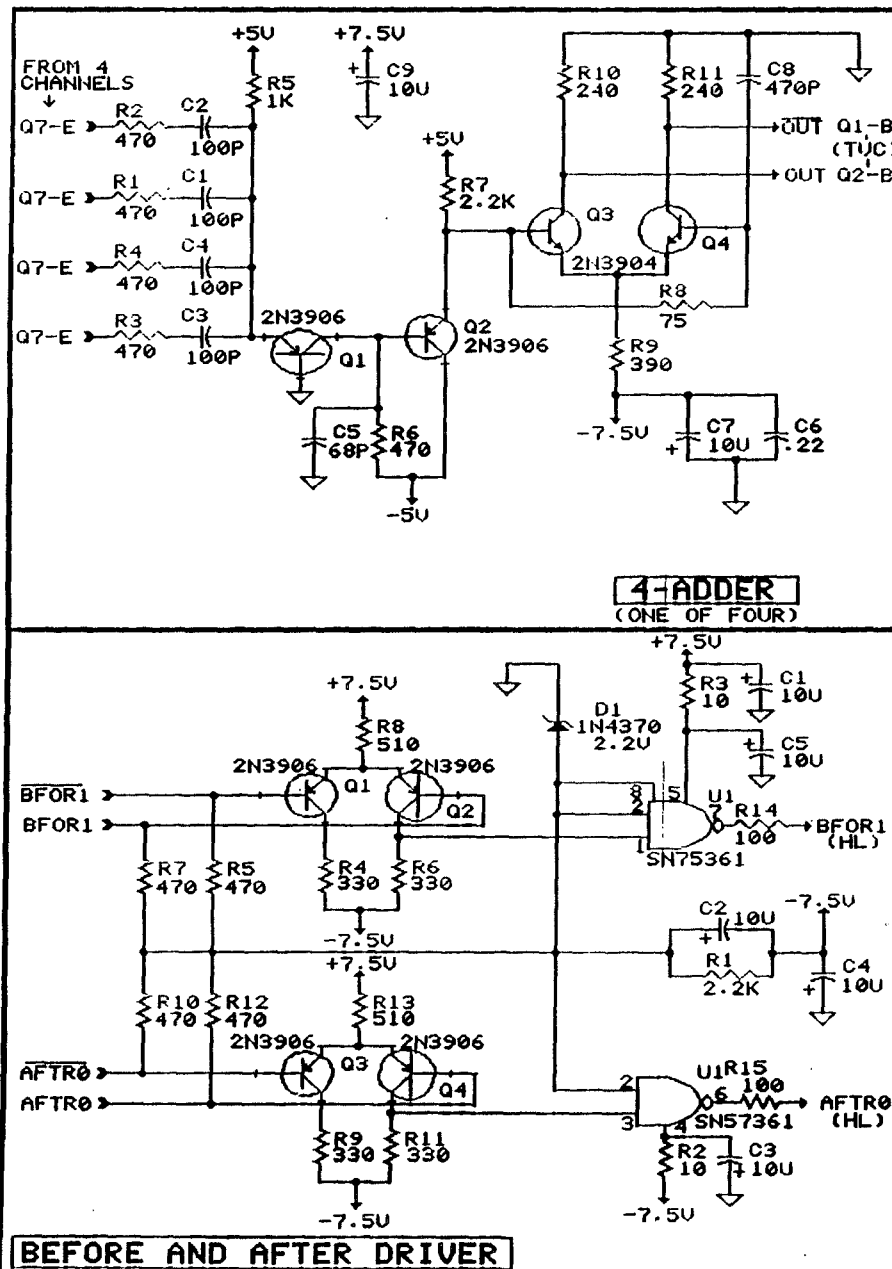 +5V
+7.5V
FROM 4
CHANNELS
R5
1K
C9
10U
+
R10
240
R11
240
C8
470P
Q7-E
R2
470
C2
100P
+5V
OUT Q1-B
(TVC)
OUT Q2-B
R7
2.2K
Q7-E
R1
470
C1
100P
Q3
Q4
2N3904
Q7-E
R4
470
C4
100P
R8
75
Q7-E
R3
470
C3
100P
2N3906
Q1
Q2
2N3906
R9
390
-7.5V
C5
68P
R6
470
-5V
C7
10U
+
C6
.22
4-ADDER
(ONE OF FOUR)
+7.5V
+7.5V
R3
10
+
C1
10U
R8
510
D1
1N4370
2.2V
+
C5
10U
2N3906
2N3906
Q1
Q2
BFOR1
BFOR1
8
2
1
5
U1
7
SN75361
R14
100
BFOR1
(HL)
R7
470
R5
470
R4
330
R6
330
-7.5V
C2
10U
+
R1
2.2K
-7.5V
C4
10U
+
+7.5V
R10
470
R12
470
R13
510
2N3906
2N3906
Q3
Q4
AFTR0
AFTR0
2
3
U1
6
4
SN57361
R15
100
AFTR0
(HL)
R9
330
R11
330
R2
10
C3
10U
+
-7.5V
-7.5V
BEFORE AND AFTER DRIVER